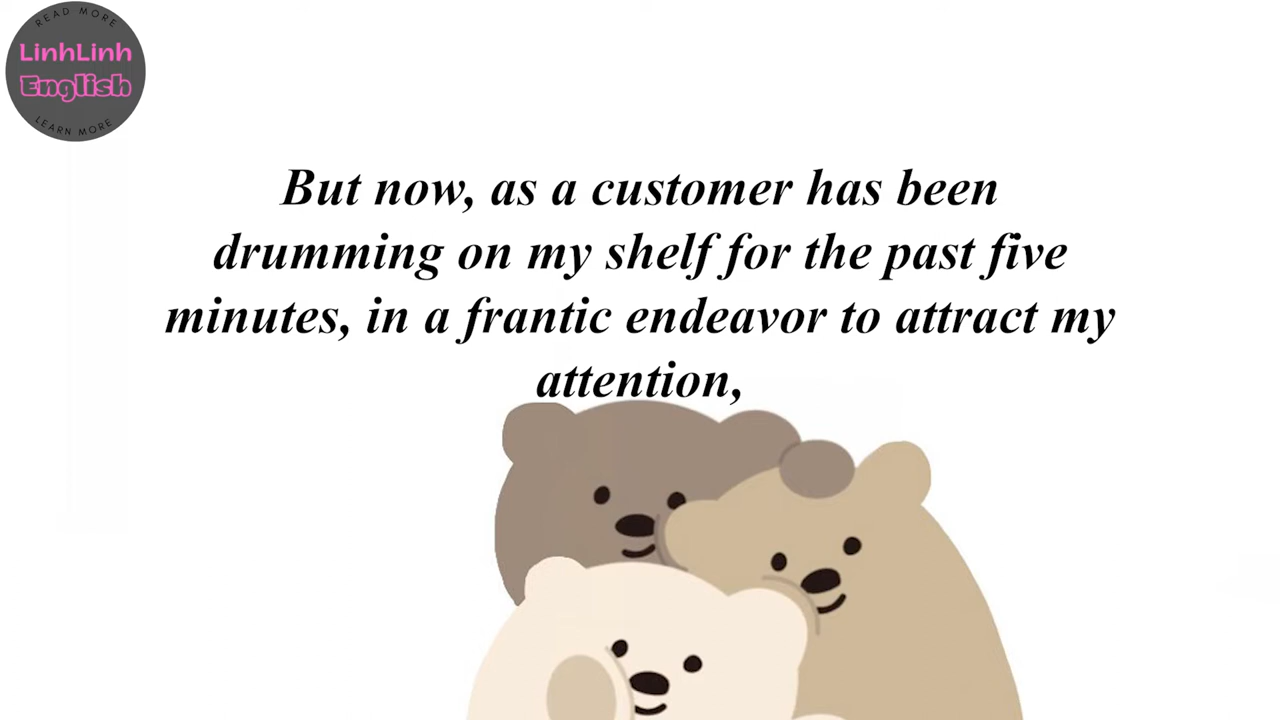 READ MORE
LinhLinh
English
LEARN MORE
But now, as a customer has been
drumming on my shelf for the past five
minutes, in a frantic endeavor to attract my
attention,